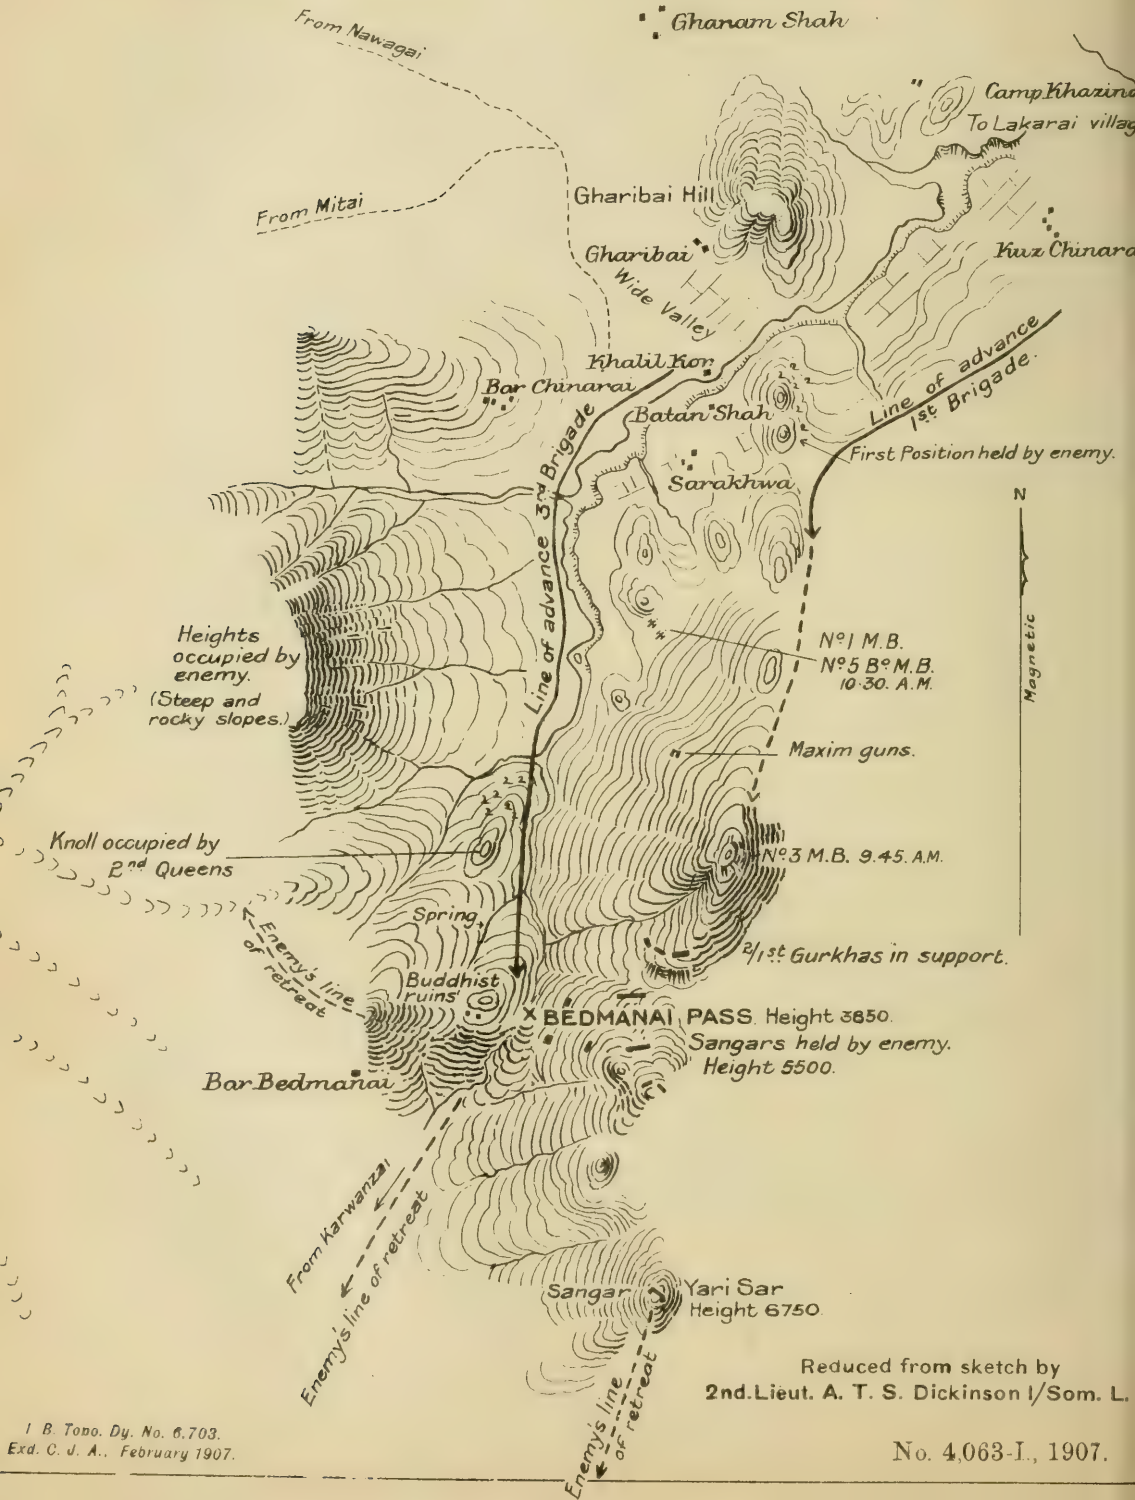 From Nawagai
Ghanam Shah
Camp Khazina
To Lakarai villag
From Mitai
Gharibai Hill
Gharibai
Kuz Chinara
Wide Valley
Khalil Kor
Bar Chinarai
Batan Shah
Line of advance
1st Brigade.
First Position held by enemy.
Sarakhwa
Line of advance 3rd Brigade
N
Magnetic
Heights
occupied by
enemy.
(Steep and
rocky slopes.)
No 1 M.B.
No 5 Bo M.B.
10.30. A.M.
Maxim guns.
Knoll occupied by
2nd Queens
No 3 M.B. 9.45. A.M.
Spring
Enemy's line
of retreat
2/1st Gurkhas in support.
Buddhist
ruins
X BEDMANAI PASS. Height 3850.
Sangars held by enemy.
Height 5500.
Bar Bedmanai
From Karwanzai
Enemy's line of retreat
Sangar
Yari Sar
Height 6750
Enemy's line
of retreat
Reduced from sketch by
2nd. Lieut. A. T. S. Dickinson 1/Som. L.
I B. Topo. Dy. No. 6,703.
Exd. C. J. A., February 1907.
No. 4,063-I., 1907.